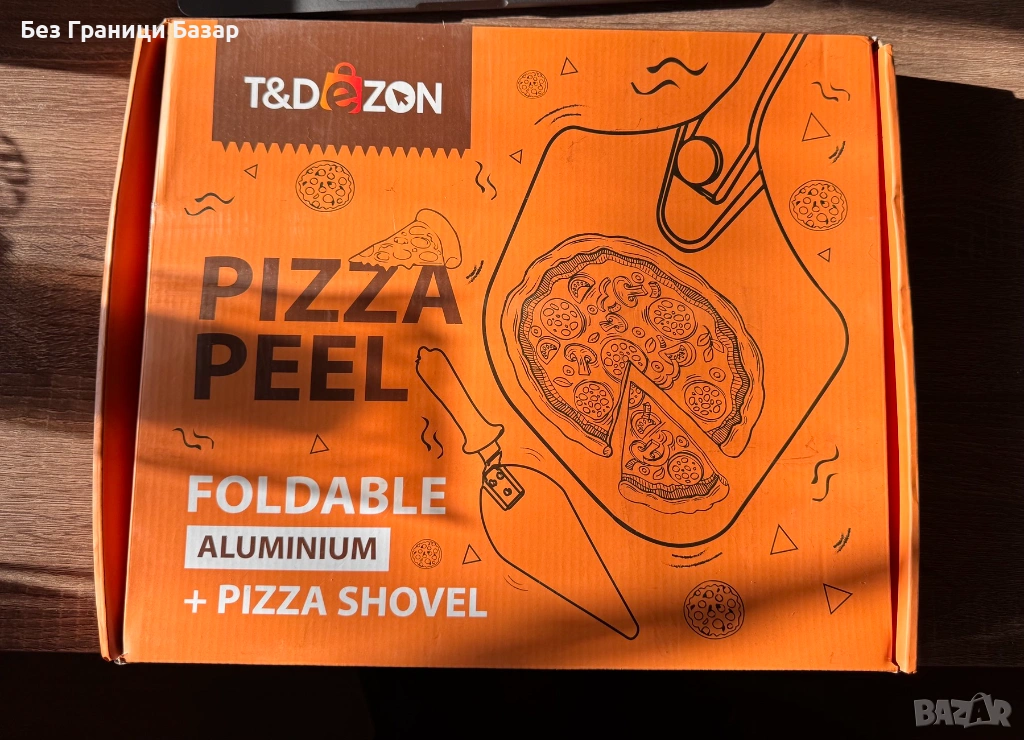 Без Граници Базар
T&DeZON
PIZZA
PEEL
FOLDABLE
ALUMINIUM
+ PIZZA SHOVEL
BAZAR